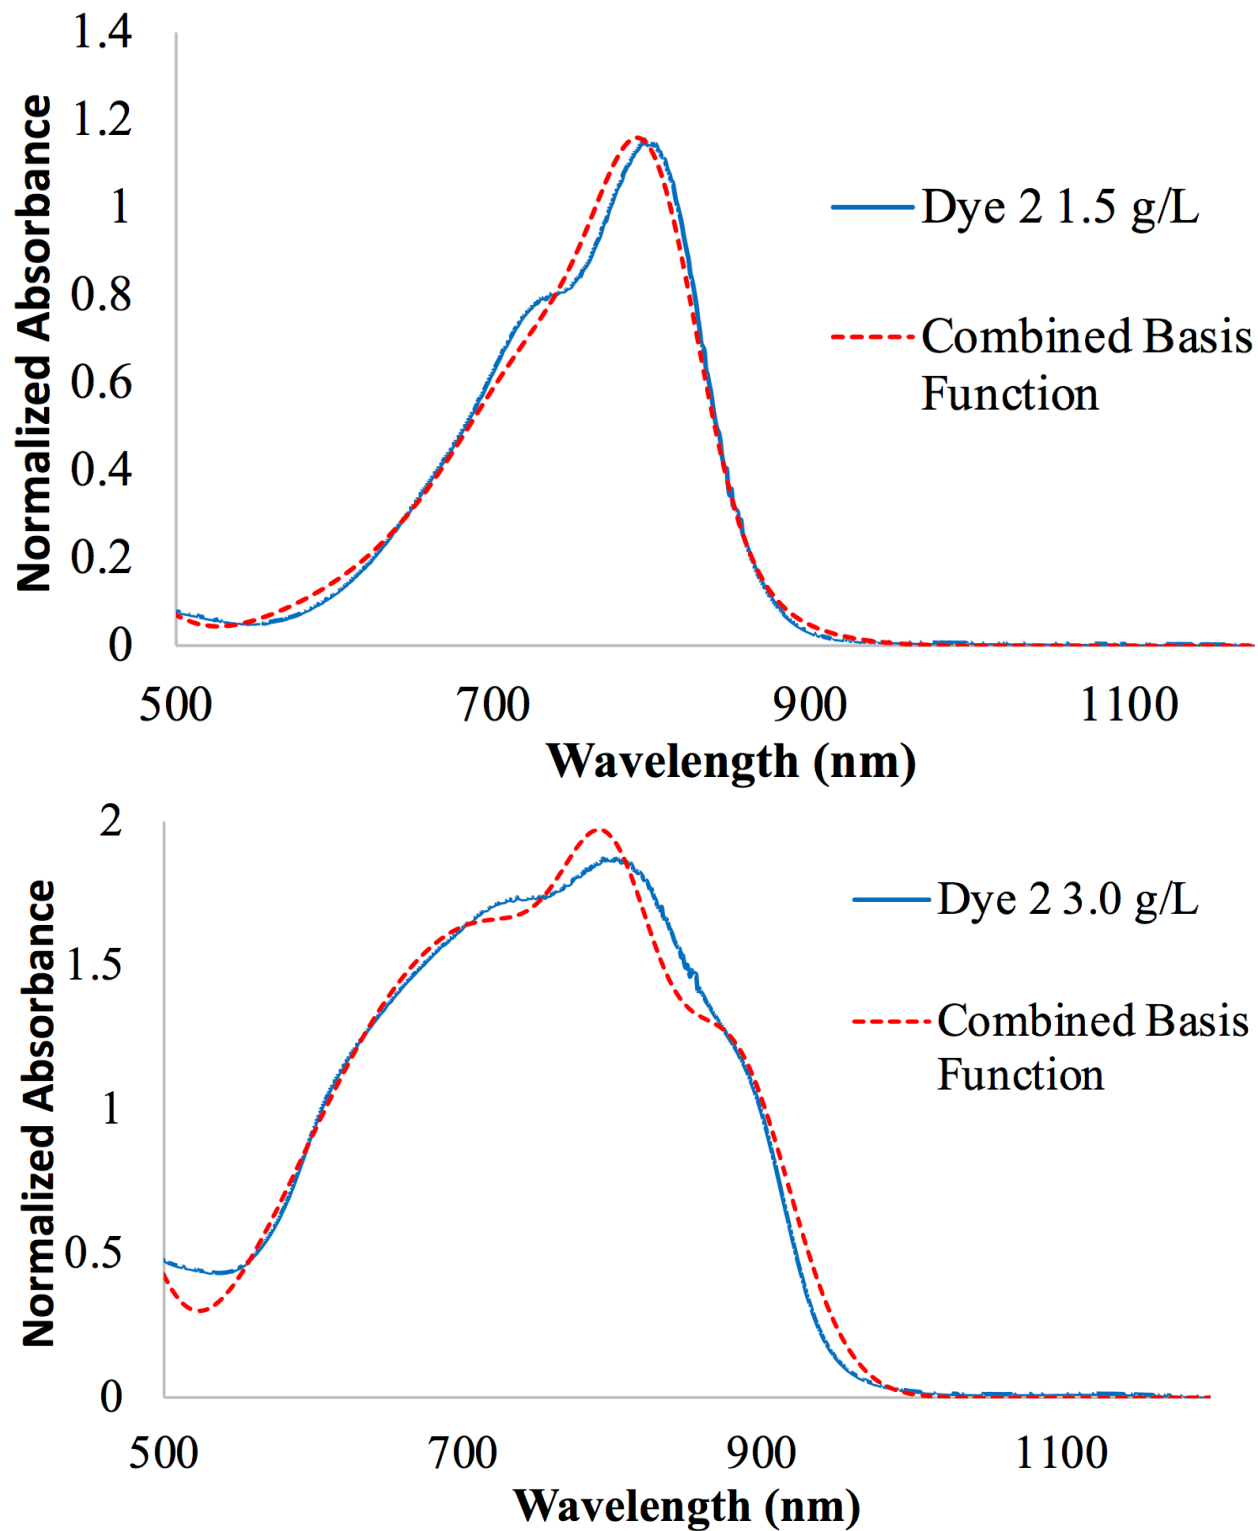 Normalized Absorbance
1.4
1.2
1
0.8
0.6
0.4
0.2
0
Dye 2 1.5 g/L
Combined Basis
Function
500 700 900 1100
Wavelength (nm)
Normalized Absorbance
2
1.5
1
0.5
0
Dye 2 3.0 g/L
Combined Basis
Function
500 700 900 1100
Wavelength (nm)